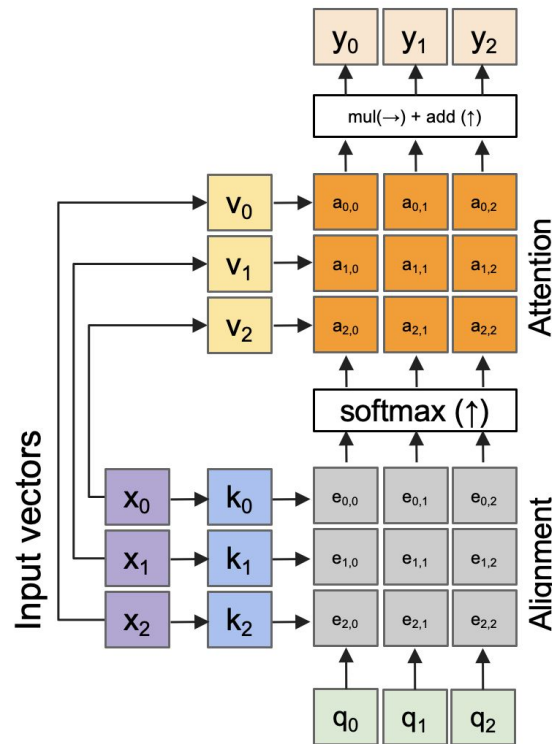 y0 y1 y2
mul(→) + add (↑)
v0 a0,0 a0,1 a0,2
v1 a1,0 a1,1 a1,2
v2 a2,0 a2,1 a2,2
Attention
softmax (↑)
Input vectors
x0 k0 e0,0 e0,1 e0,2
x1 k1 e1,0 e1,1 e1,2
x2 k2 e2,0 e2,1 e2,2
Alignment
q0 q1 q2